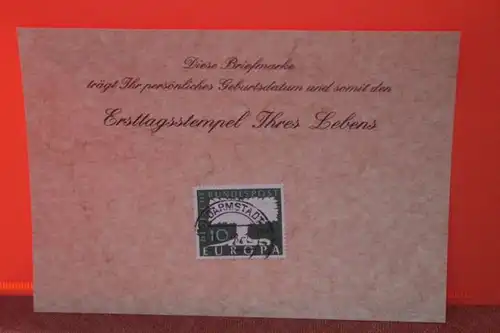 Diese Briefmarke
trägt Ihr persönliches Geburtsdatum und somit den
Ersttagsstempel Ihres Lebens
BUNDESPOST
DARMSTADT
10
EUROPA